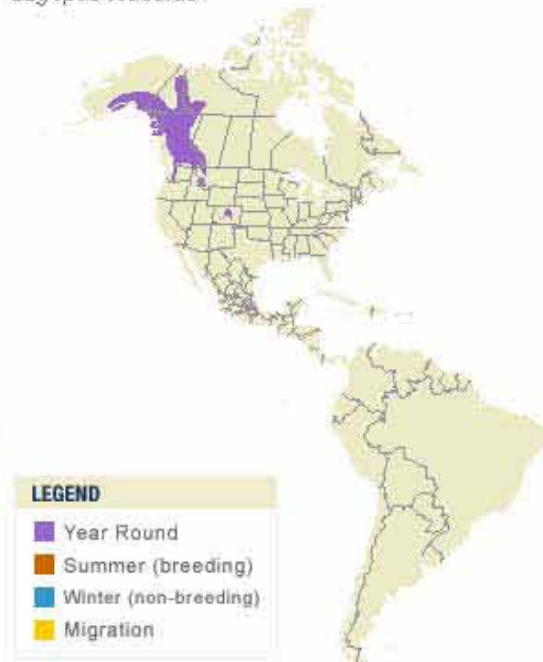 LEGEND
Year Round
Summer (breeding)
Winter (non-breeding)
Migration